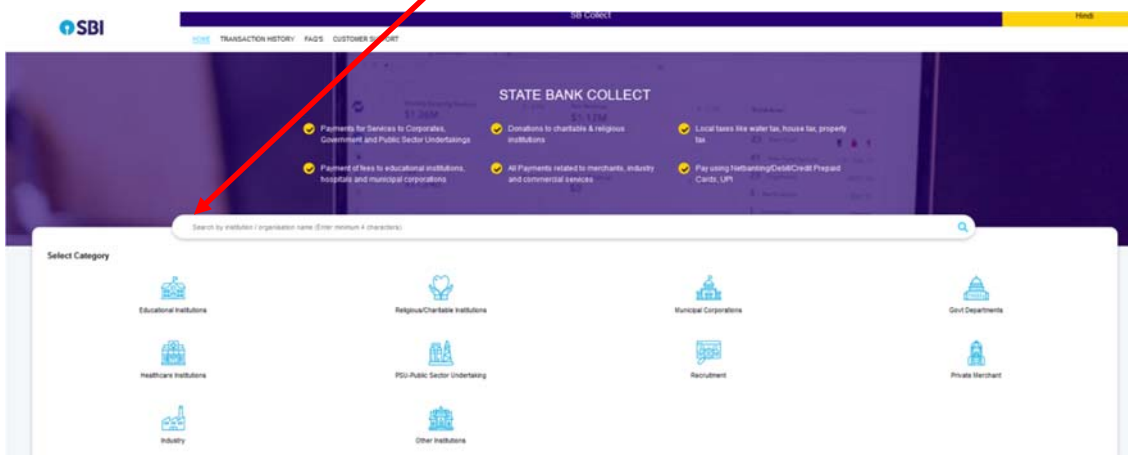 SB Collect
Hindi
SBI
HOME TRANSACTION HISTORY FAQ'S CUSTOMER SUPPORT
STATE BANK COLLECT
Payments for Services to Corporates,
Government and Public Sector Undertakings
Donations to charitable & religious
institutions
Local taxes like water tax, house tax, property
tax
Payment of fees to educational institutions,
hospitals and municipal corporations
All Payments related to merchants, industry
and commercial services
Pay using Netbanking/Debit/Credit Prepaid
Cards, UPI
Search by institution / organisation name (Enter minimum 4 characters)
Select Category
Educational Institutions
Religious/Charitable Institutions
Municipal Corporations
Govt Departments
Healthcare Institutions
PSU-Public Sector Undertaking
Recruitment
Private Merchant
Industry
Other Institutions